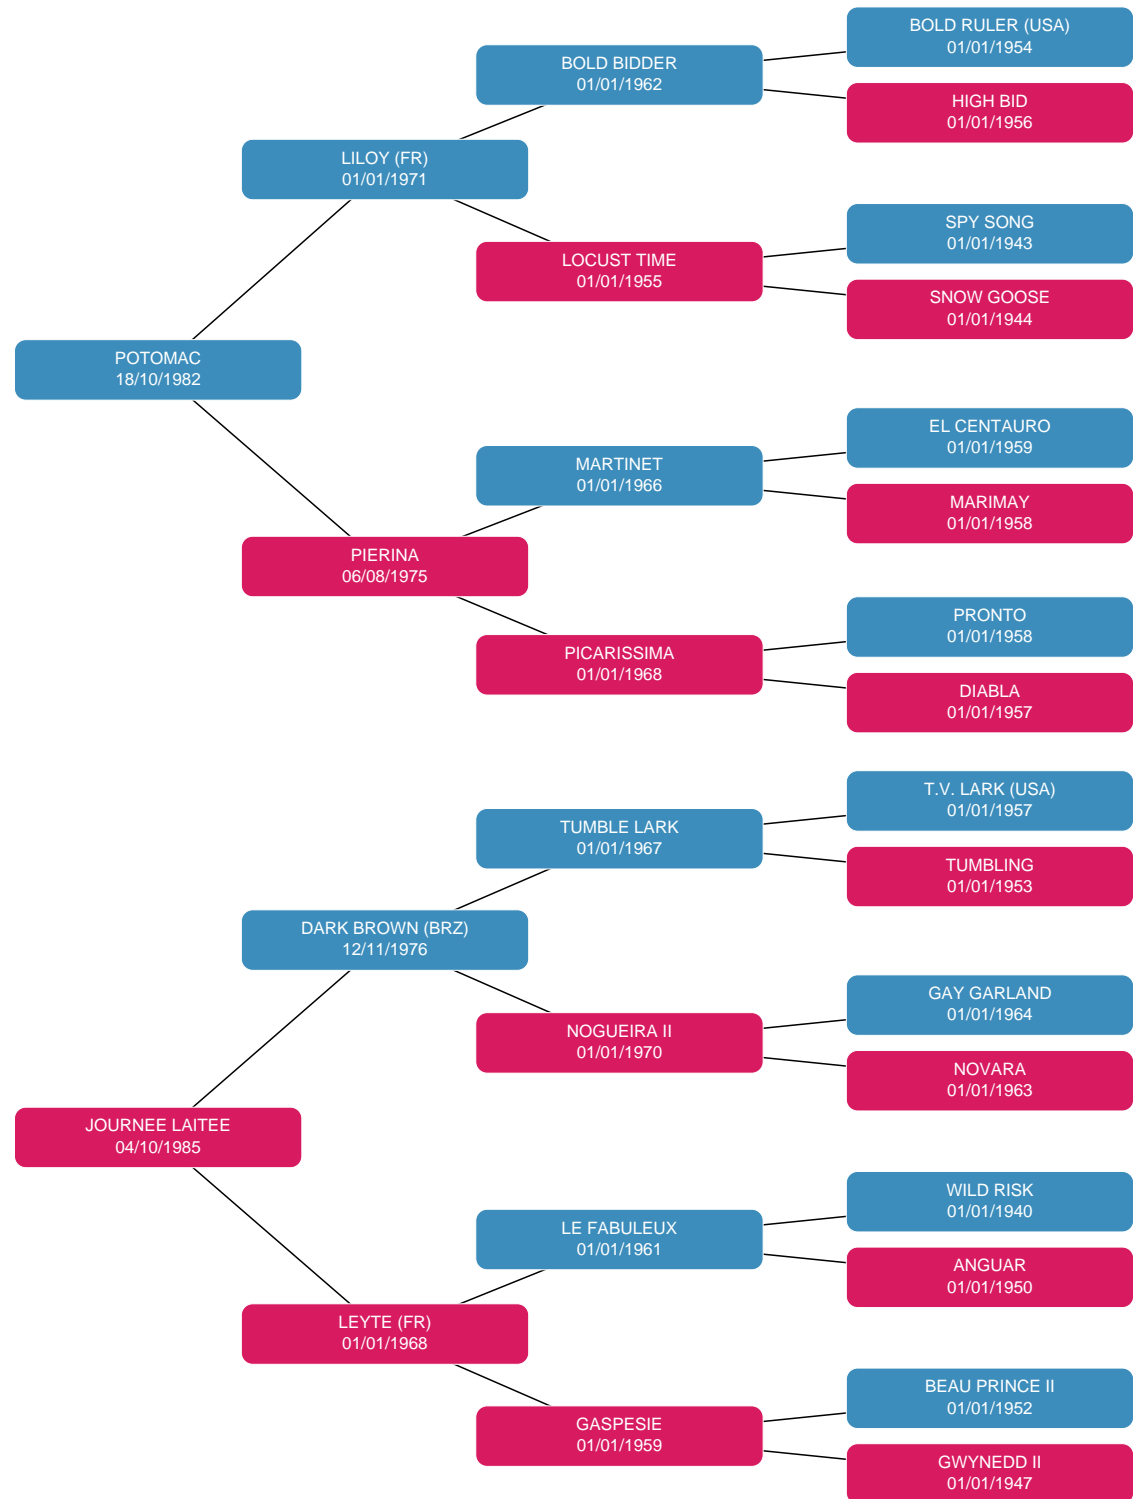 BOLD RULER (USA)
01/01/1954
BOLD BIDDER
01/01/1962
HIGH BID
01/01/1956
LILOY (FR)
01/01/1971
SPY SONG
01/01/1943
LOCUST TIME
01/01/1955
SNOW GOOSE
01/01/1944
POTOMAC
18/10/1982
EL CENTAURO
01/01/1959
MARTINET
01/01/1966
MARIMAY
01/01/1958
PIERINA
06/08/1975
PRONTO
01/01/1958
PICARISSIMA
01/01/1968
DIABLA
01/01/1957
T.V. LARK (USA)
01/01/1957
TUMBLE LARK
01/01/1967
TUMBLING
01/01/1953
DARK BROWN (BRZ)
12/11/1976
GAY GARLAND
01/01/1964
NOGUEIRA II
01/01/1970
NOVARA
01/01/1963
JOURNEE LAITEE
04/10/1985
WILD RISK
01/01/1940
LE FABULEUX
01/01/1961
ANGUAR
01/01/1950
LEYTE (FR)
01/01/1968
BEAU PRINCE II
01/01/1952
GASPESIE
01/01/1959
GWYNEDD II
01/01/1947